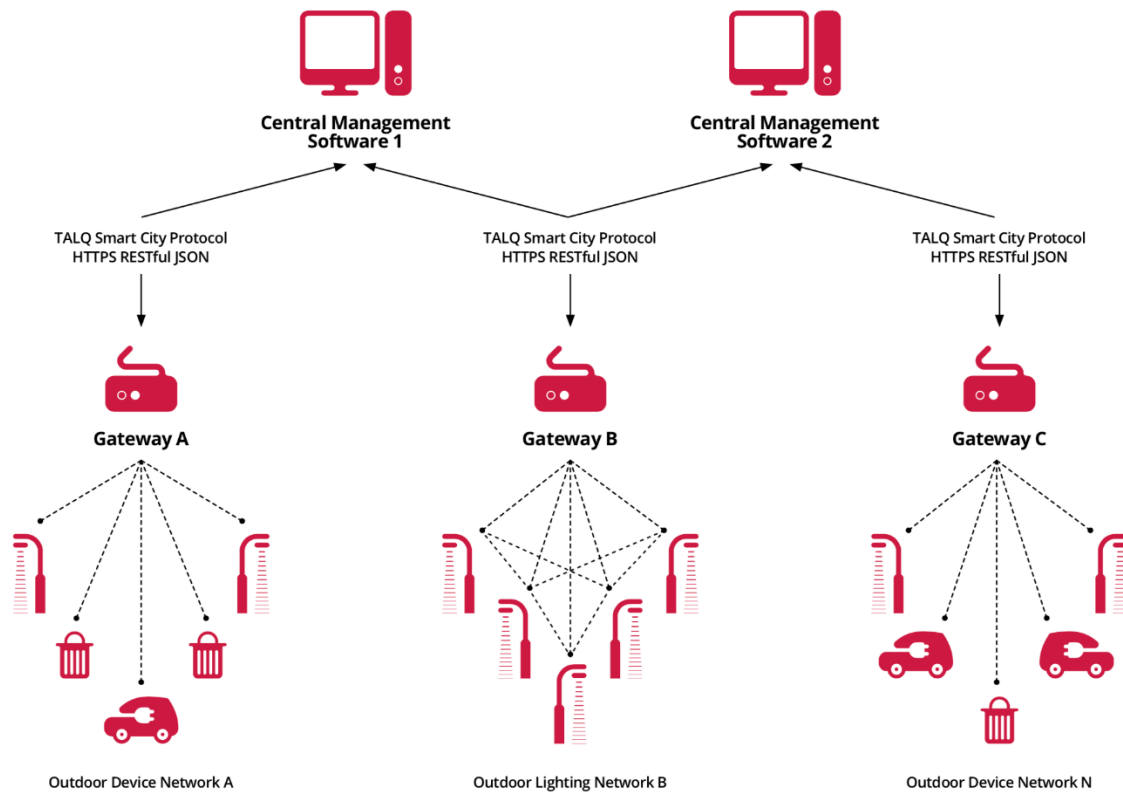 Central Management
Software 1
Central Management
Software 2
TALQ Smart City Protocol
HTTPS RESTful JSON
TALQ Smart City Protocol
HTTPS RESTful JSON
TALQ Smart City Protocol
HTTPS RESTful JSON
Gateway A
Gateway B
Gateway C
Outdoor Device Network A
Outdoor Lighting Network B
Outdoor Device Network N